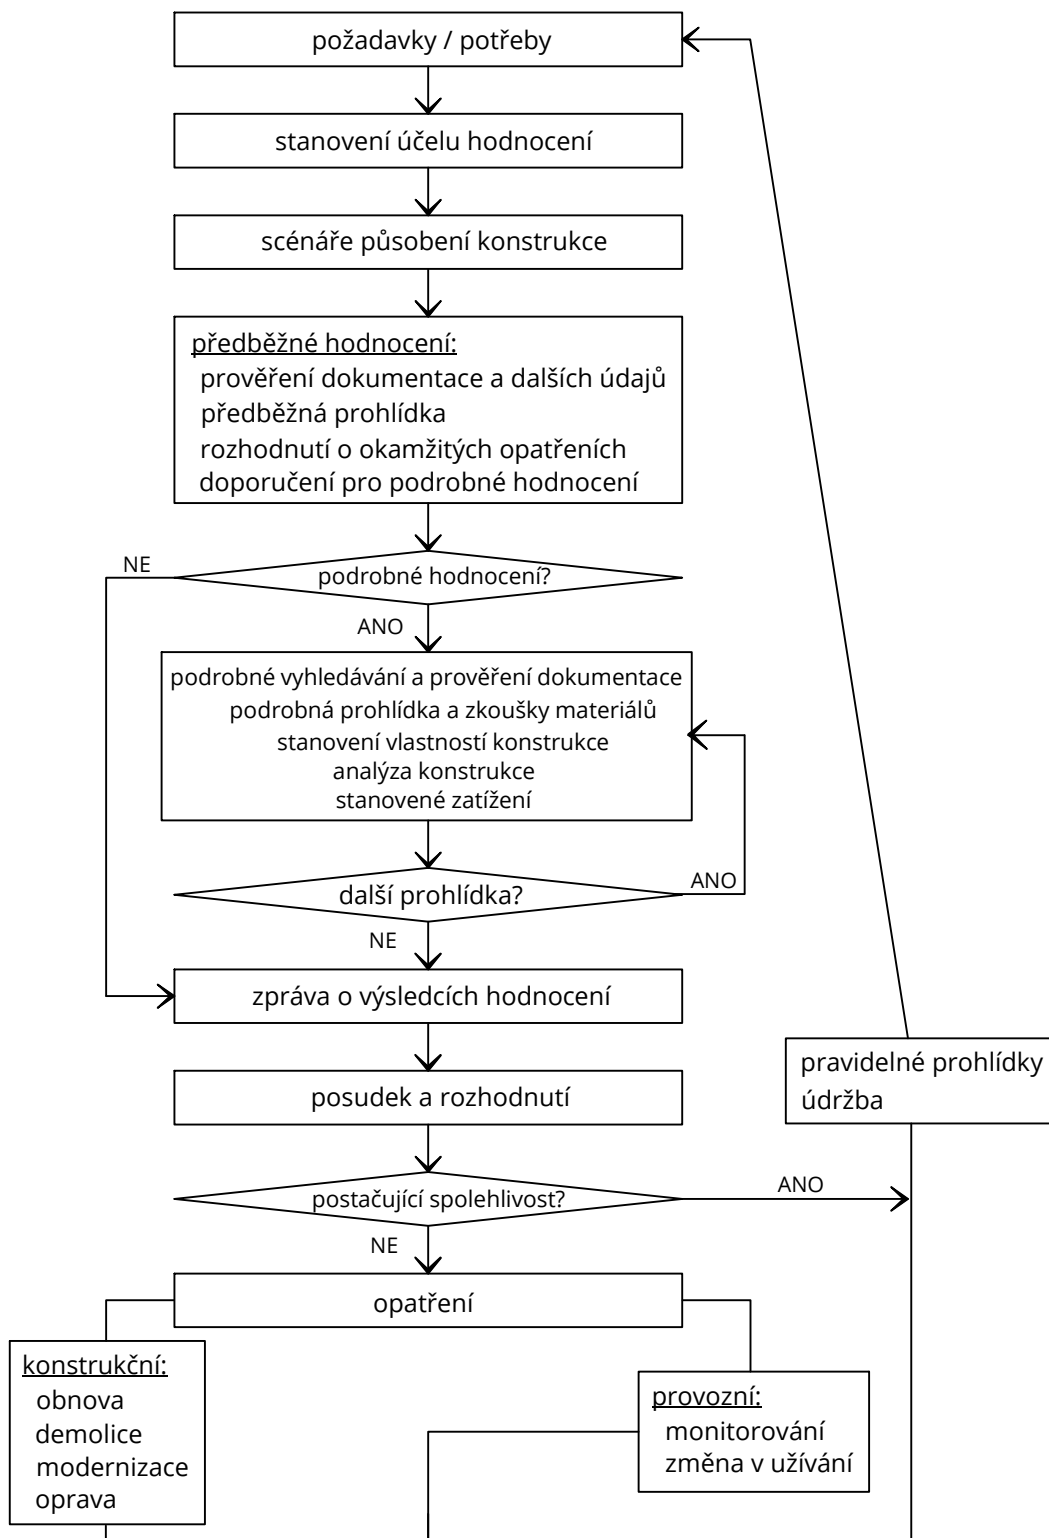 požadavky / potřeby
stanovení účelu hodnocení
scénáře působení konstrukce
předběžné hodnocení:
prověření dokumentace a dalších údajů
předběžná prohlídka
rozhodnutí o okamžitých opatřeních
doporučení pro podrobné hodnocení
NE
podrobné hodnocení?
ANO
podrobné vyhledávání a prověření dokumentace
podrobná prohlídka a zkoušky materiálů
stanovení vlastností konstrukce
analýza konstrukce
stanovené zatížení
další prohlídka?
ANO
NE
zpráva o výsledcích hodnocení
pravidelné prohlídky
údržba
posudek a rozhodnutí
postačující spolehlivost?
ANO
NE
opatření
konstrukční:
obnova
demolice
modernizace
oprava
provozní:
monitorování
změna v užívání